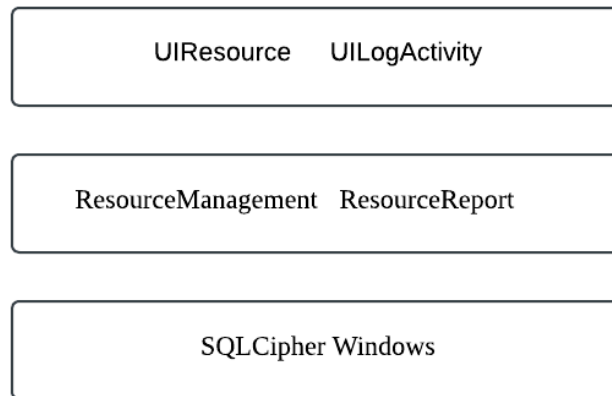 UIResource UILogActivity
ResourceManagement ResourceReport
SQLCipher Windows